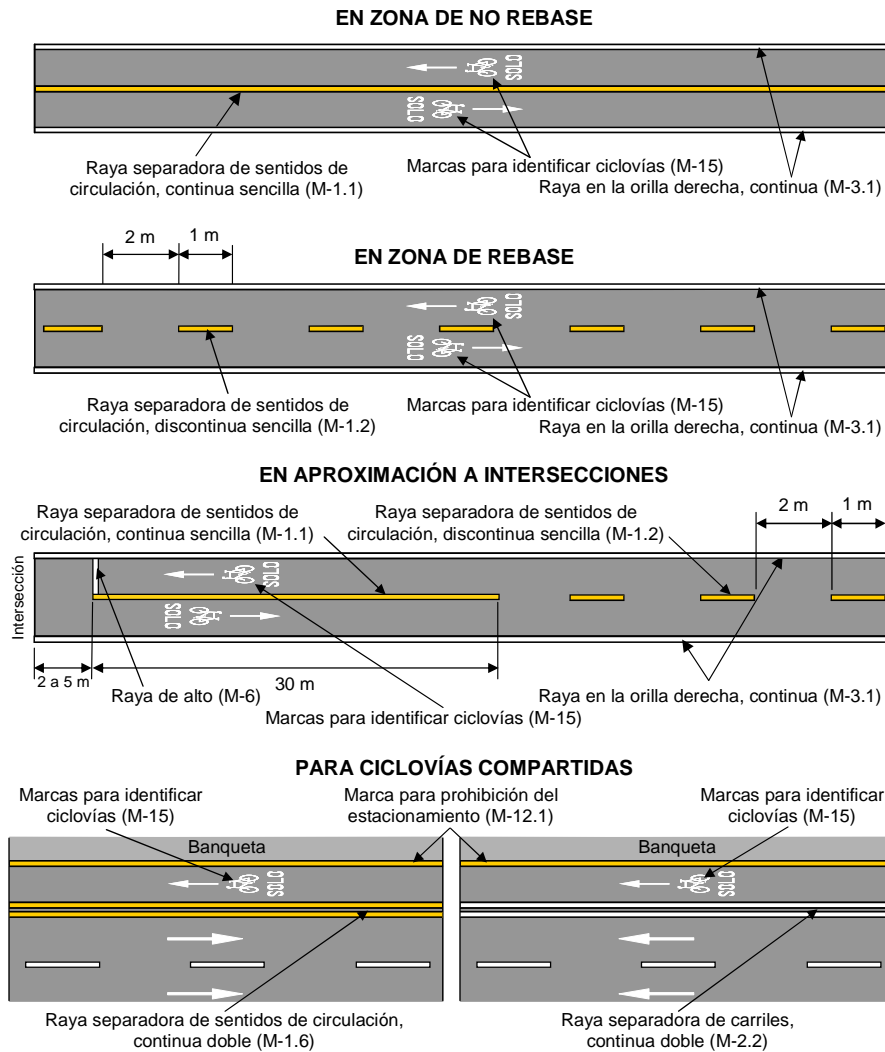 EN ZONA DE NO REBASE
SOLO
SOLO
Raya separadora de sentidos de
circulación, continua sencilla (M-1.1)
Marcas para identificar ciclovías (M-15)
Raya en la orilla derecha, continua (M-3.1)
2 m
1 m
EN ZONA DE REBASE
SOLO
SOLO
Raya separadora de sentidos de
circulación, discontinua sencilla (M-1.2)
Marcas para identificar ciclovías (M-15)
Raya en la orilla derecha, continua (M-3.1)
EN APROXIMACIÓN A INTERSECCIONES
Raya separadora de sentidos de
circulación, continua sencilla (M-1.1)
Raya separadora de sentidos de
circulación, discontinua sencilla (M-1.2)
2 m
1 m
Intersección
SOLO
SOLO
2 a 5 m
Raya de alto (M-6)
30 m
Marcas para identificar ciclovías (M-15)
Raya en la orilla derecha, continua (M-3.1)
PARA CICLOVÍAS COMPARTIDAS
Marcas para identificar
ciclovías (M-15)
Marca para prohibición del
estacionamiento (M-12.1)
Marcas para identificar
ciclovías (M-15)
Banqueta
SOLO
Banqueta
SOLO
Raya separadora de sentidos de circulación,
continua doble (M-1.6)
Raya separadora de carriles,
continua doble (M-2.2)